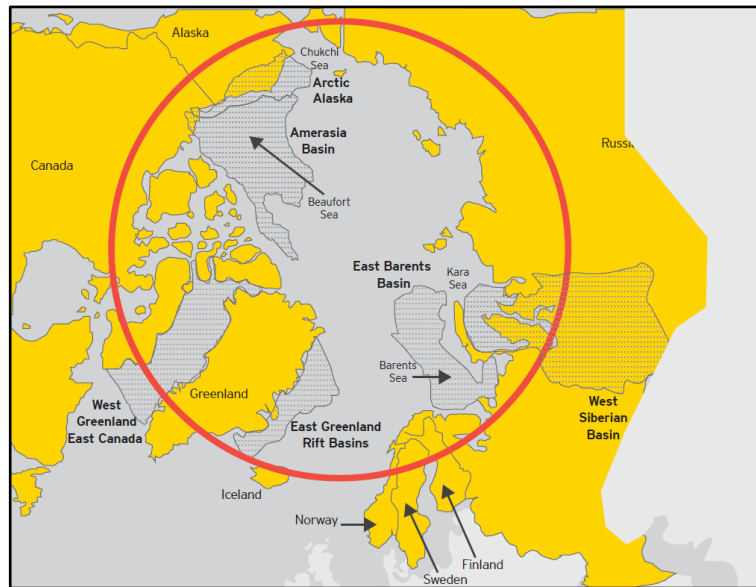 Alaska
Chukchi
Sea
Arctic
Alaska
Amerasia
Basin
Canada
Russi
Beaufort
Sea
East Barents
Basin
Kara
Sea
Barents
Sea
Greenland
West
Greenland
East Canada
East Greenland
Rift Basins
West
Siberian
Basin
Iceland
Norway
Finland
Sweden